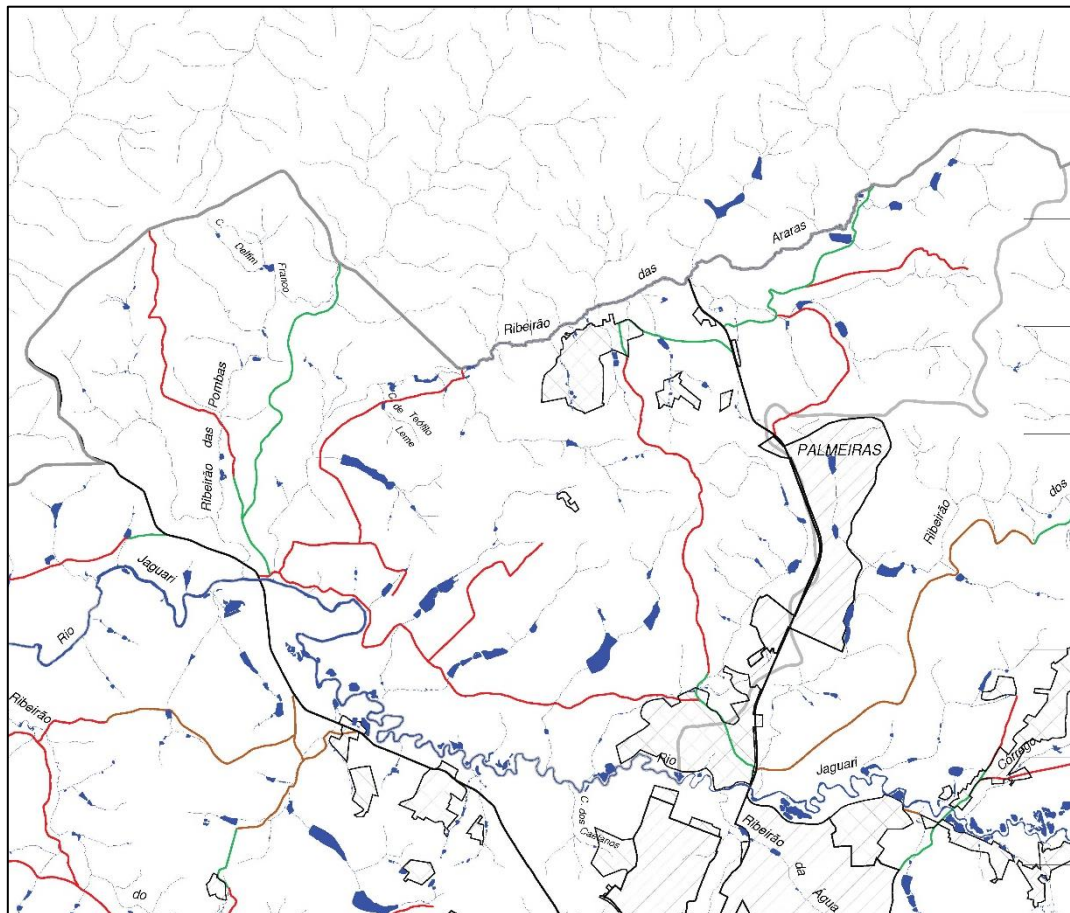 Araras
das
Ribeirão
C.
Delfim
Franco
Ribeirão das Pombas
C. de Teófilo
Leme
PALMEIRAS
Ribeirão
dos
Jaguari
Rio
Ribeirão
Rio
Jaguari
Córrego
C. dos
Caetanos
Ribeirão
da
Água
do